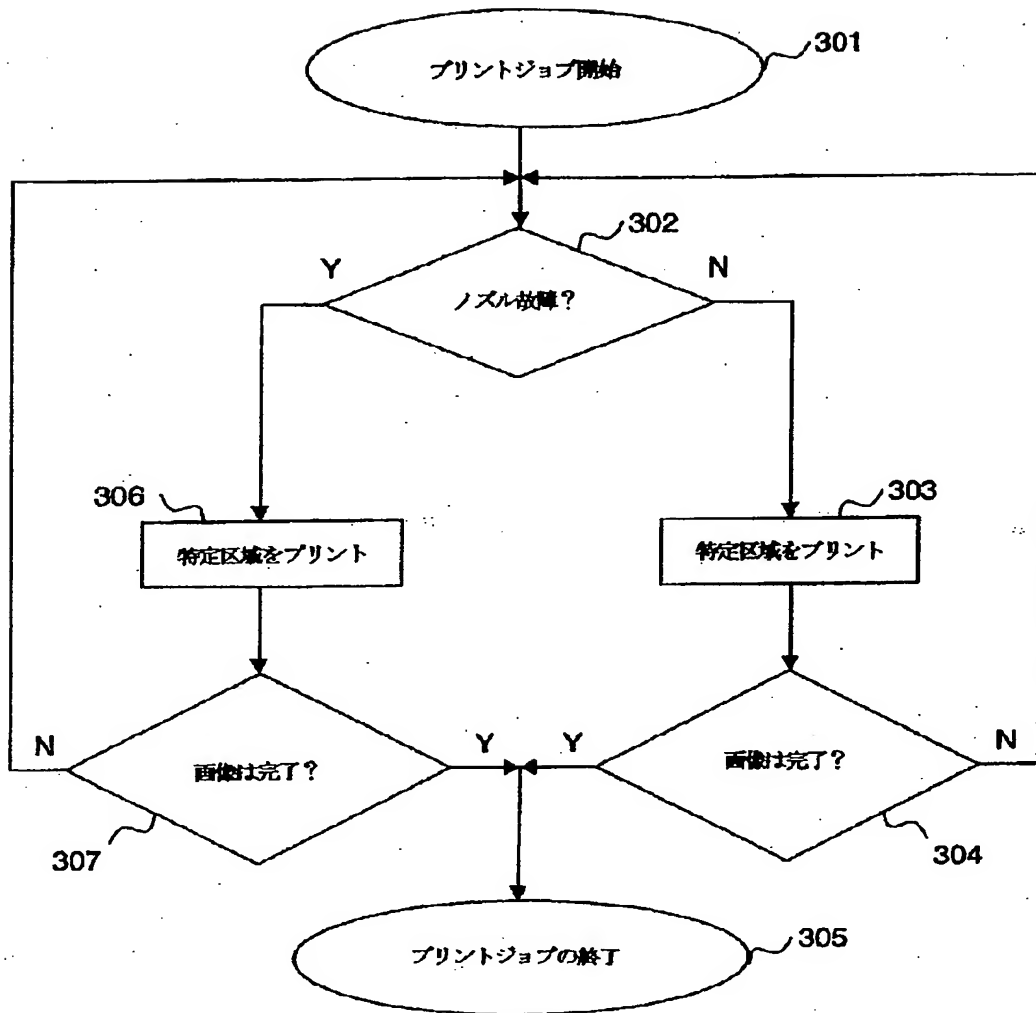 プリントジョブ開始
301
302
Y
N
ノズル故障?
306
303
特定区域をプリント
特定区域をプリント
N
画像は完了?
Y
Y
画像は完了?
N
307
304
プリントジョブの終了
305